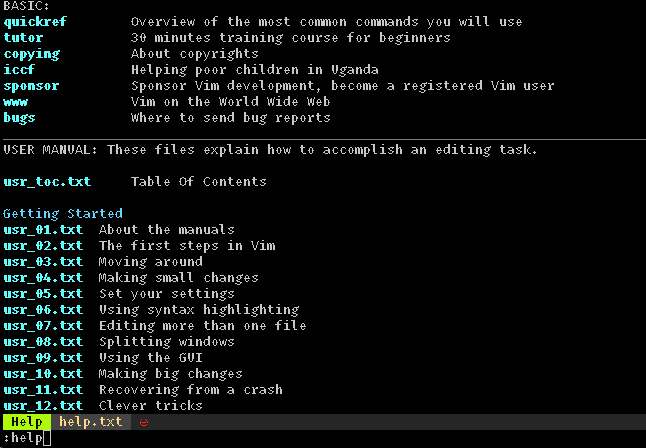 BASIC:
quickref Overview of the most common commands you will use
tutor 30 minutes training course for beginners
copying About copyrights
iccf Helping poor children in Uganda
sponsor Sponsor Vim development, become a registered Vim user
www Vim on the World Wide Web
bugs Where to send bug reports
USER MANUAL: These files explain how to accomplish an editing task.
usr_toc.txt Table Of Contents
Getting Started
usr_01.txt About the manuals
usr_02.txt The first steps in Vim
usr_03.txt Moving around
usr_04.txt Making small changes
usr_05.txt Set your settings
usr_06.txt Using syntax highlighting
usr_07.txt Editing more than one file
usr_08.txt Splitting windows
usr_09.txt Using the GUI
usr_10.txt Making big changes
usr_11.txt Recovering from a crash
usr_12.txt Clever tricks
Help help.txt
:help